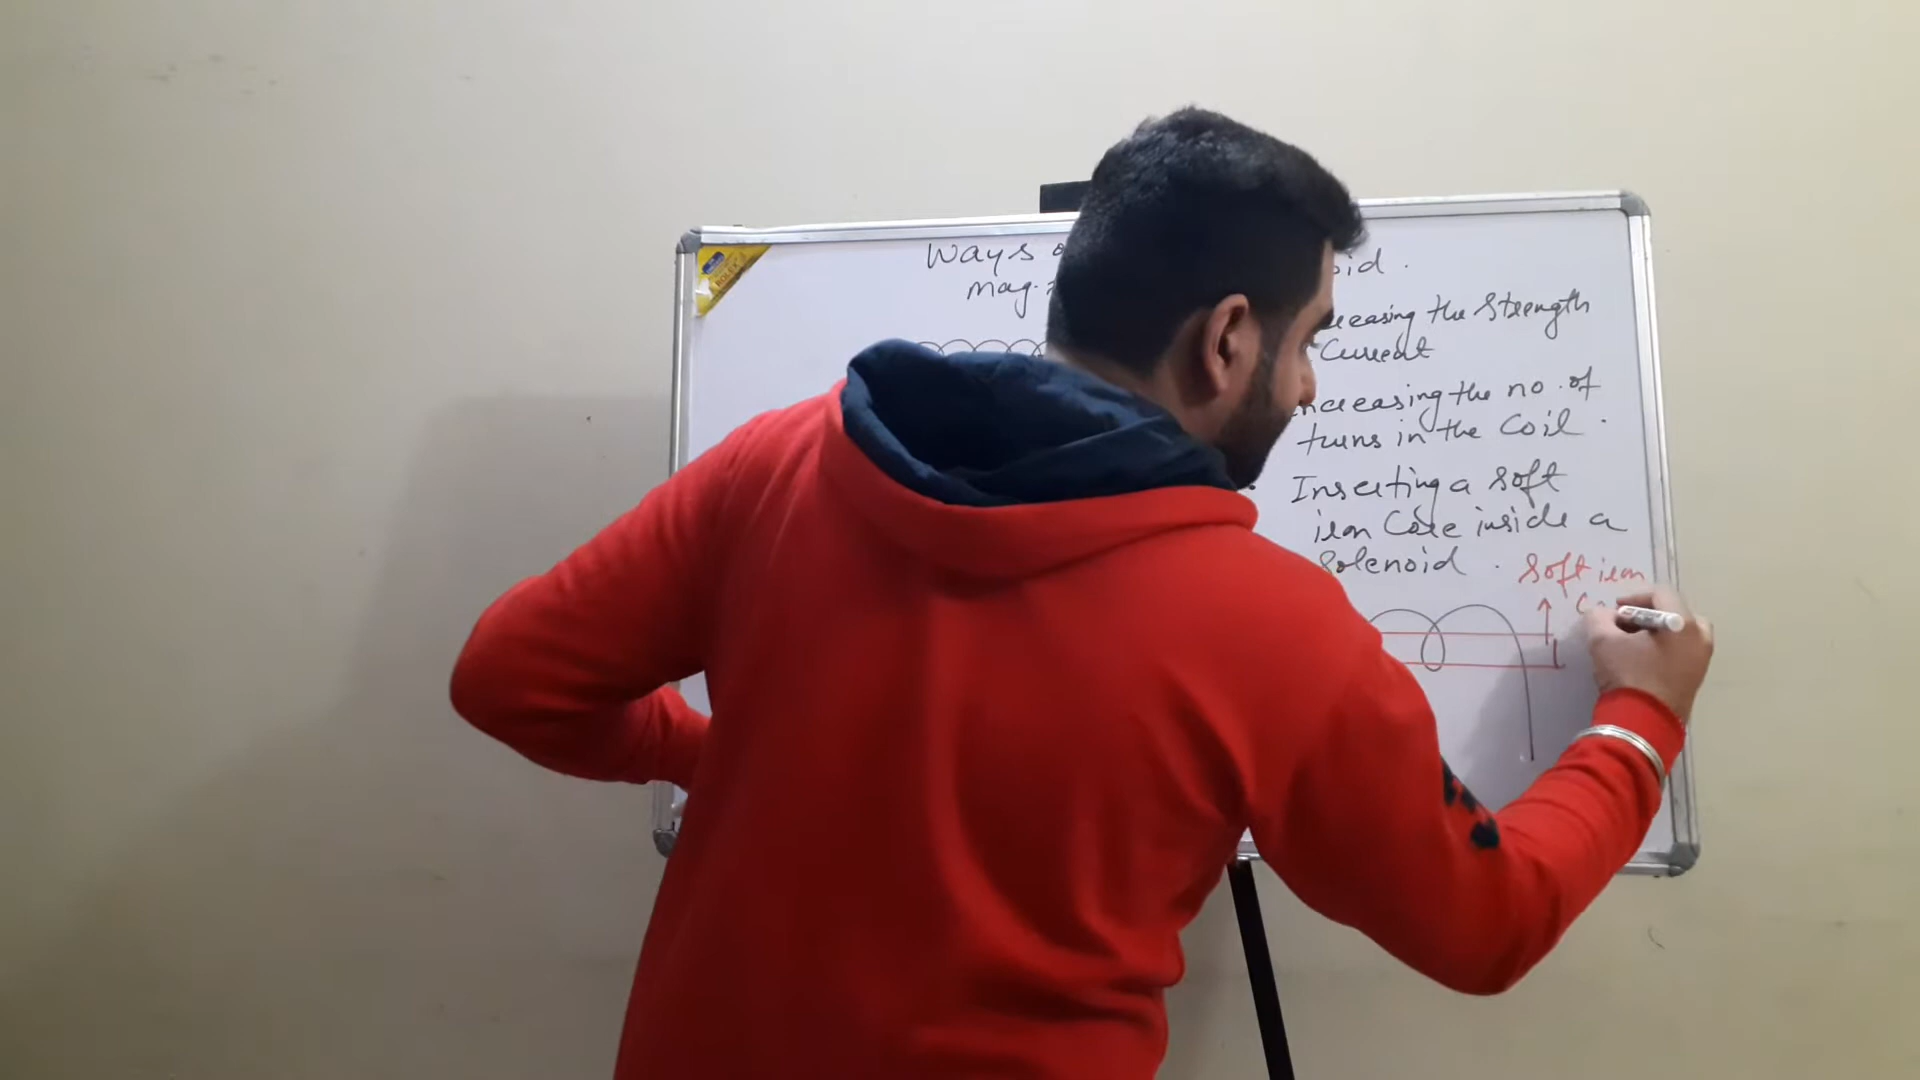 Ways
mag.
oid.
creasing the Strength
Current
Increasing the no. of
turns in the Coil.
Inserting a soft
iron Core inside a
Solenoid.
Soft iron